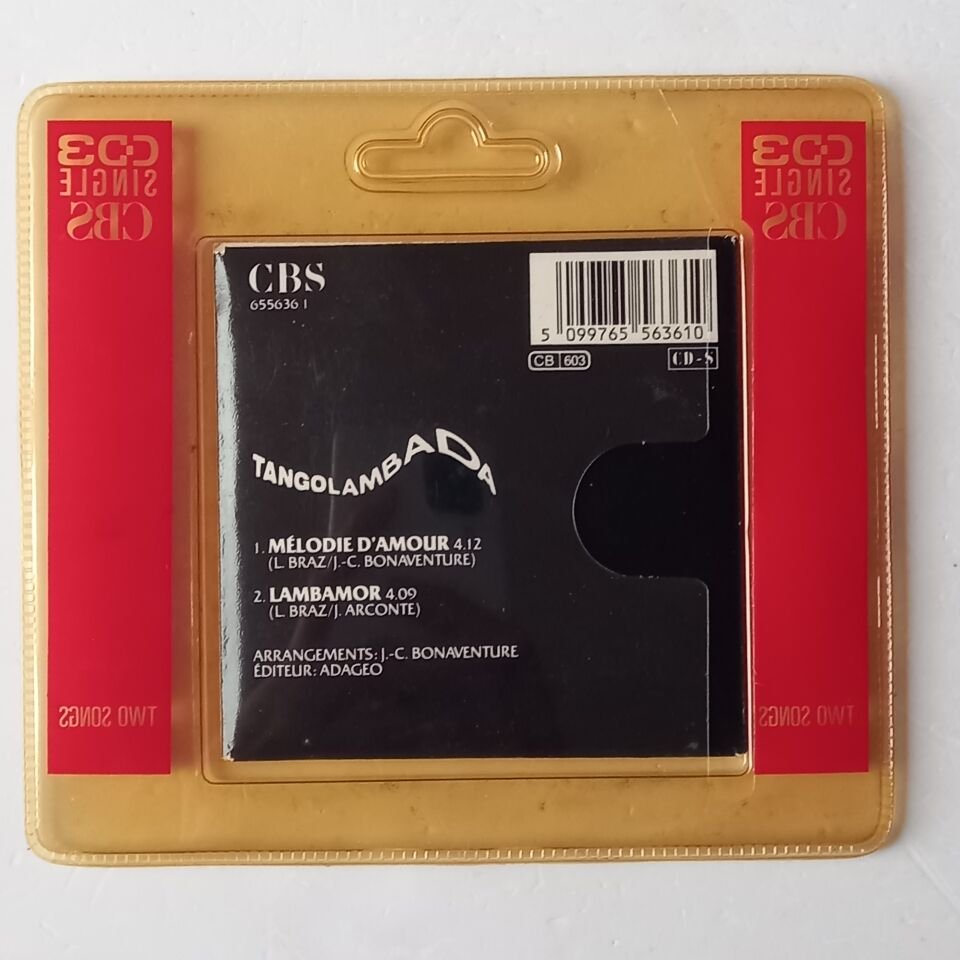 CD3
SINGLE
CBS
CD3
SINGLE
CBS
CBS
655636 1
5 099765 563610
CB 603
CD-S
TANGOLAMBADA
1. MÉLODIE D'AMOUR 4.12
(L. BRAZ/J.-C. BONAVENTURE)
2. LAMBAMOR 4.09
(L. BRAZ/J. ARCONTE)
ARRANGEMENTS: J.-C. BONAVENTURE
ÉDITEUR: ADAGEO
TWO SONGS
TWO SONGS